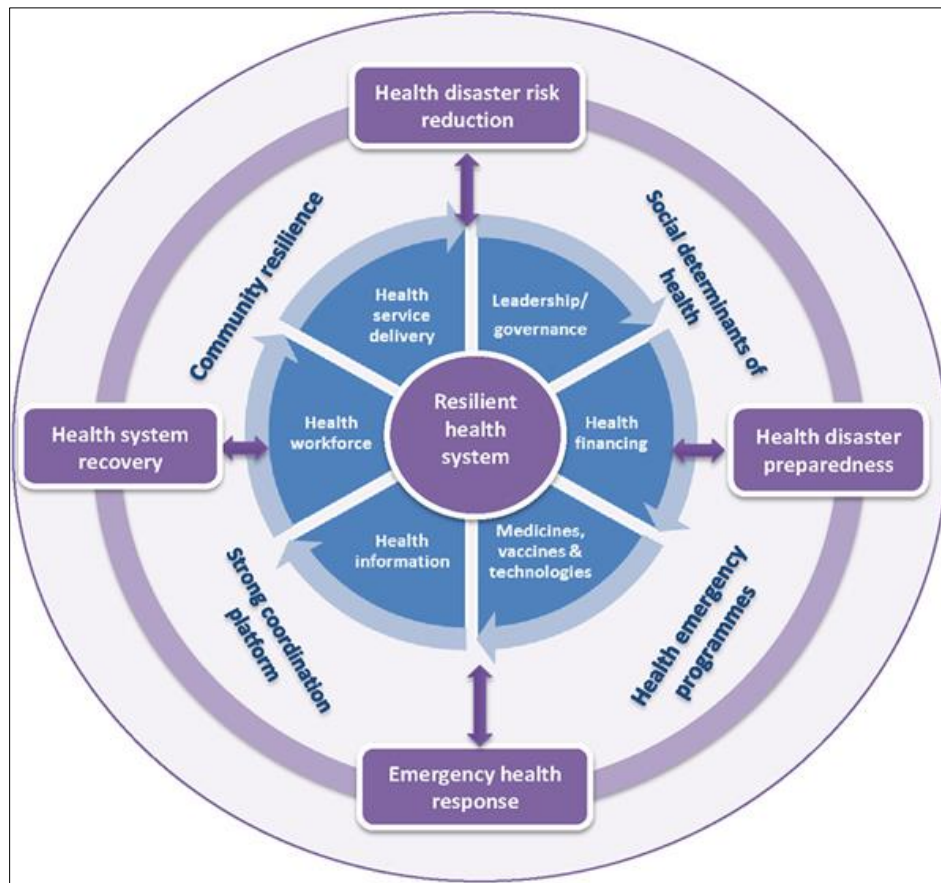 Health disaster risk
reduction
Community resilience
Social determinants of
health
Health
service
delivery
Leadership/
governance
Health system
recovery
Health
workforce
Resilient
health
system
Health
financing
Health disaster
preparedness
Health
information
Medicines,
vaccines &
technologies
Strong coordination
platform
Health emergency
programmes
Emergency health
response